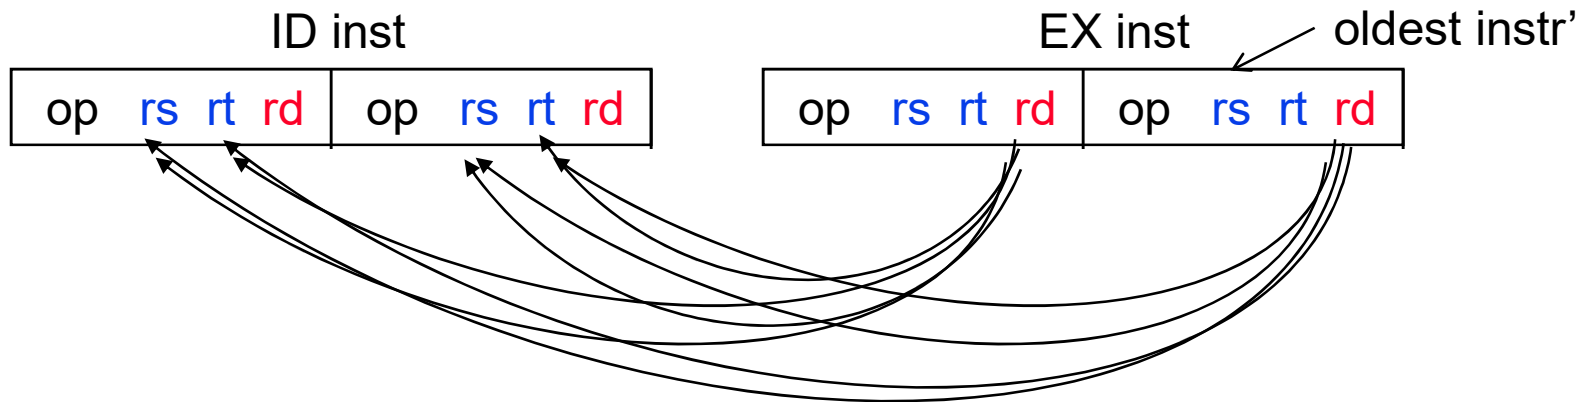 ID inst EX inst oldest instr’
op rs rt rd op rs rt rd op rs rt rd op rs rt rd